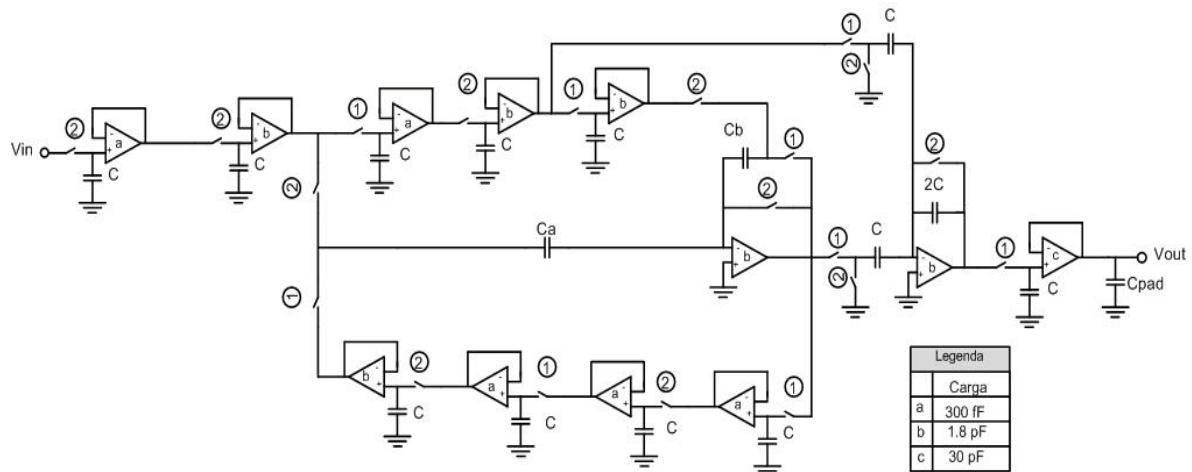 1 C
2 2 1 2 1 2
2
Vin a b a b b
C C C C C
Cb 1
2 2 2
2C
Ca
b 1 C b 1 c Vout
2 C Cpad
1
b 2 a 1 a 2 a 1
C C C C
Legenda
Carga
a 300 fF
b 1.8 pF
c 30 pF